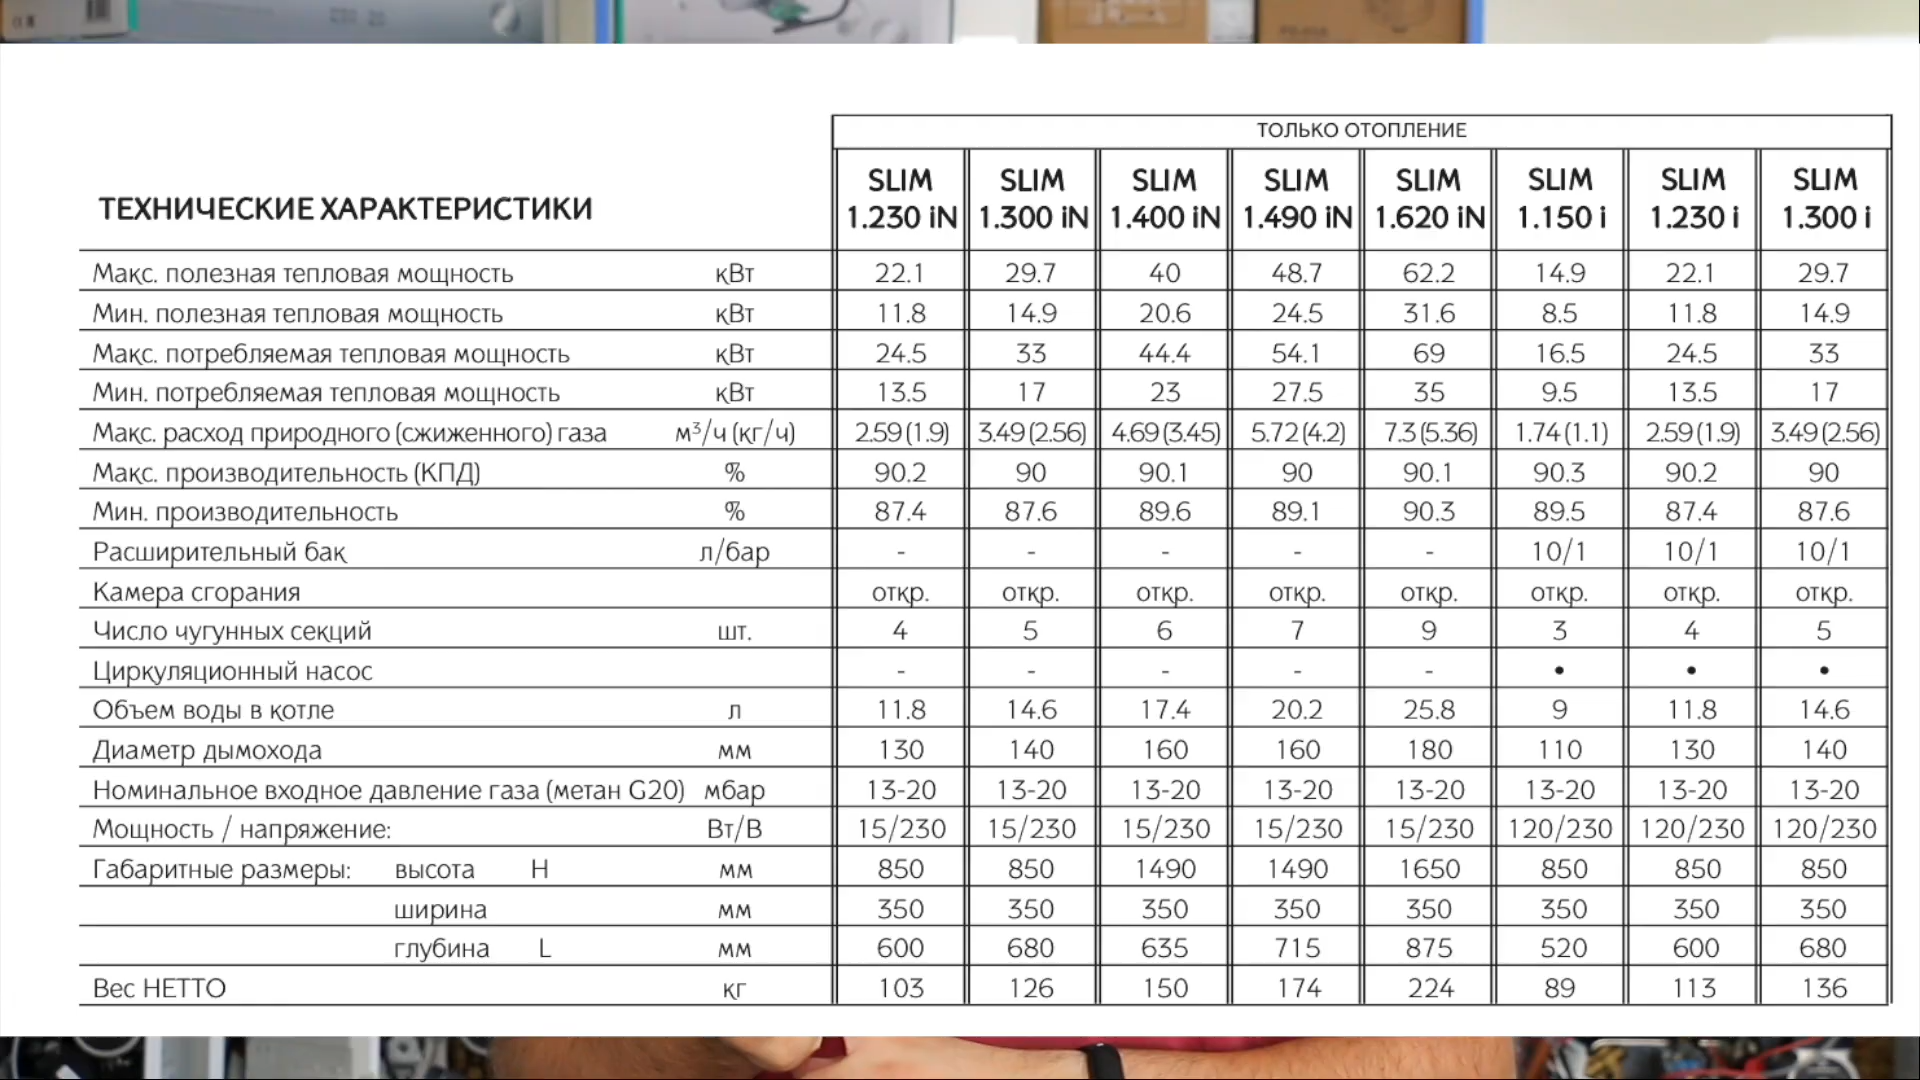 ТОЛЬКО ОТОПЛЕНИЕ
ТЕХНИЧЕСКИЕ ХАРАКТЕРИСТИКИ SLIM 1.230 iN SLIM 1.300 iN SLIM 1.400 iN SLIM 1.490 iN SLIM 1.620 iN SLIM 1.150 i SLIM 1.230 i SLIM 1.300 i
Макс. полезная тепловая мощность кВт 22.1 29.7 40 48.7 62.2 14.9 22.1 29.7
Мин. полезная тепловая мощность кВт 11.8 14.9 20.6 24.5 31.6 8.5 11.8 14.9
Макс. потребляемая тепловая мощность кВт 24.5 33 44.4 54.1 69 16.5 24.5 33
Мин. потребляемая тепловая мощность кВт 13.5 17 23 27.5 35 9.5 13.5 17
Макс. расход природного (сжиженного) газа м³/ч (кг/ч) 2.59 (1.9) 3.49 (2.56) 4.69 (3.45) 5.72 (4.2) 7.3 (5.36) 1.74 (1.1) 2.59 (1.9) 3.49 (2.56)
Макс. производительность (КПД) % 90.2 90 90.1 90 90.1 90.3 90.2 90
Мин. производительность % 87.4 87.6 89.6 89.1 90.3 89.5 87.4 87.6
Расширительный бак л/бар - - - - - 10/1 10/1 10/1
Камера сгорания откр. откр. откр. откр. откр. откр. откр. откр.
Число чугунных секций шт. 4 5 6 7 9 3 4 5
Циркуляционный насос - - - - - • • •
Объем воды в котле л 11.8 14.6 17.4 20.2 25.8 9 11.8 14.6
Диаметр дымохода мм 130 140 160 160 180 110 130 140
Номинальное входное давление газа (метан G20) мбар 13-20 13-20 13-20 13-20 13-20 13-20 13-20 13-20
Мощность / напряжение: Вт/В 15/230 15/230 15/230 15/230 15/230 120/230 120/230 120/230
Габаритные размеры: высота H мм 850 850 1490 1490 1650 850 850 850
ширина мм 350 350 350 350 350 350 350 350
глубина L мм 600 680 635 715 875 520 600 680
Вес НЕТТО кг 103 126 150 174 224 89 113 136